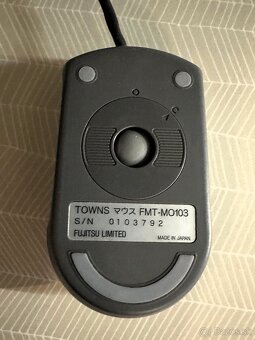 O C
TOWNS マウス FMT-MO103
S/N 0103792
FUJITSU LIMITED MADE IN JAPAN